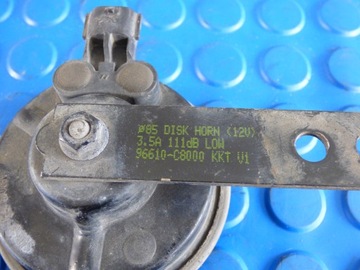 ø85 DISK HORN (12V)
3.5A 111dB LOW
96610-C8000 KKT V1